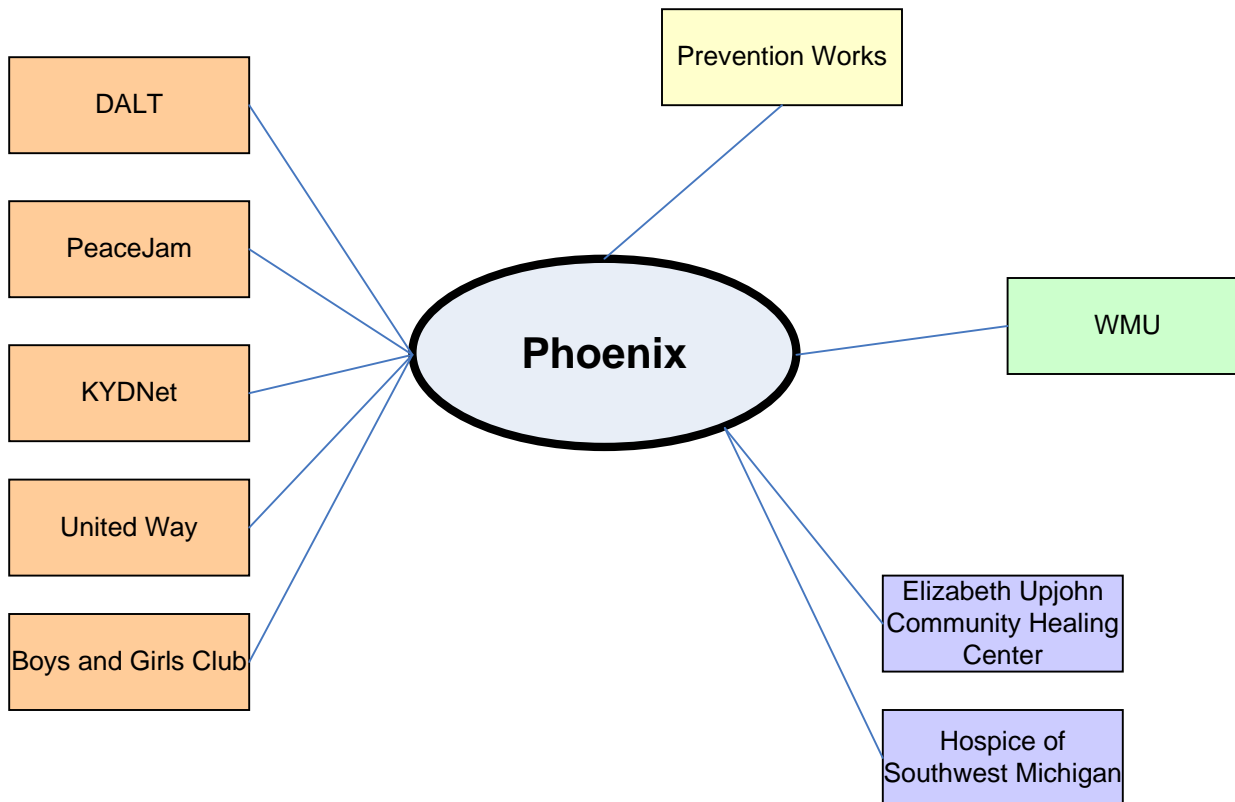 Prevention Works
DALT
PeaceJam
WMU
Phoenix
KYDNet
United Way
Elizabeth Upjohn
Community Healing
Center
Boys and Girls Club
Hospice of
Southwest Michigan